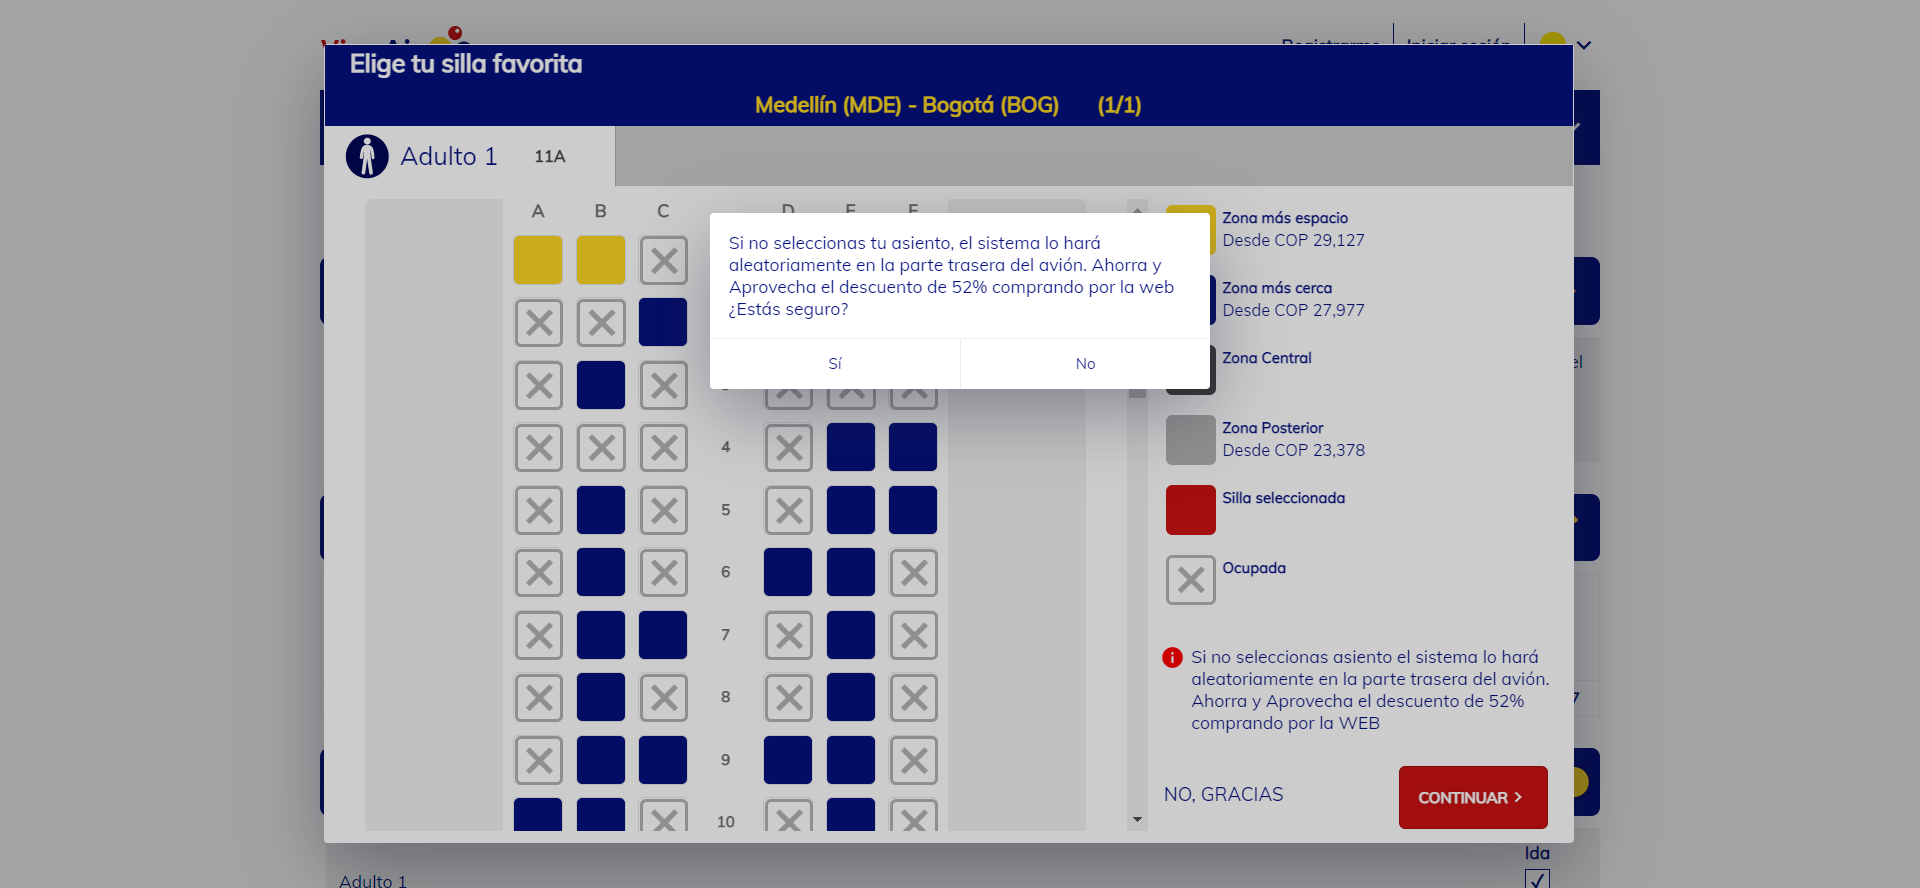 Elige tu silla favorita
Medellín (MDE) - Bogotá (BOG) (1/1)
Adulto 1 11A
A B C
Si no seleccionas tu asiento, el sistema lo hará
aleatoriamente en la parte trasera del avión. Ahorra y
Aprovecha el descuento de 52% comprando por la web
¿Estás seguro?
Sí No
4
5
6
7
8
9
10
Zona más espacio
Desde COP 29,127
Zona más cerca
Desde COP 27,977
Zona Central
Zona Posterior
Desde COP 23,378
Silla seleccionada
Ocupada
Si no seleccionas asiento el sistema lo hará
aleatoriamente en la parte trasera del avión.
Ahorra y Aprovecha el descuento de 52%
comprando por la WEB
NO, GRACIAS
CONTINUAR
Ida
Adulto 1